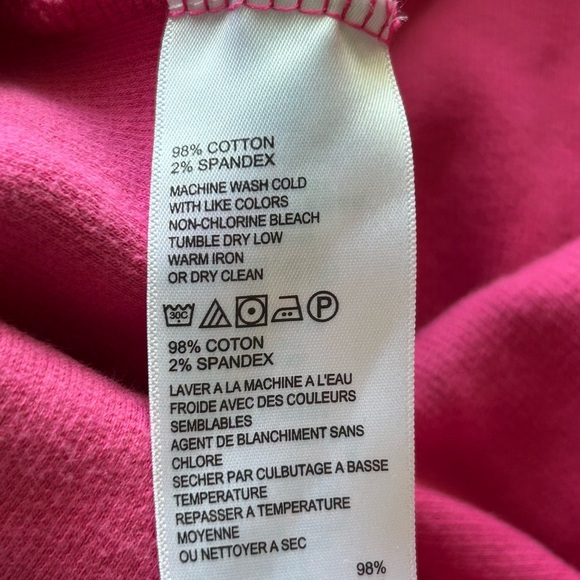 98% COTTON
2% SPANDEX
MACHINE WASH COLD
WITH LIKE COLORS
NON-CHLORINE BLEACH
TUMBLE DRY LOW
WARM IRON
OR DRY CLEAN
30C P
98% COTON
2% SPANDEX
LAVER A LA MACHINE A L'EAU
FROIDE AVEC DES COULEURS
SEMBLABLES
AGENT DE BLANCHIMENT SANS
CHLORE
SECHER PAR CULBUTAGE A BASSE
TEMPERATURE
REPASSER A TEMPERATURE
MOYENNE
OU NETTOYER A SEC
98%